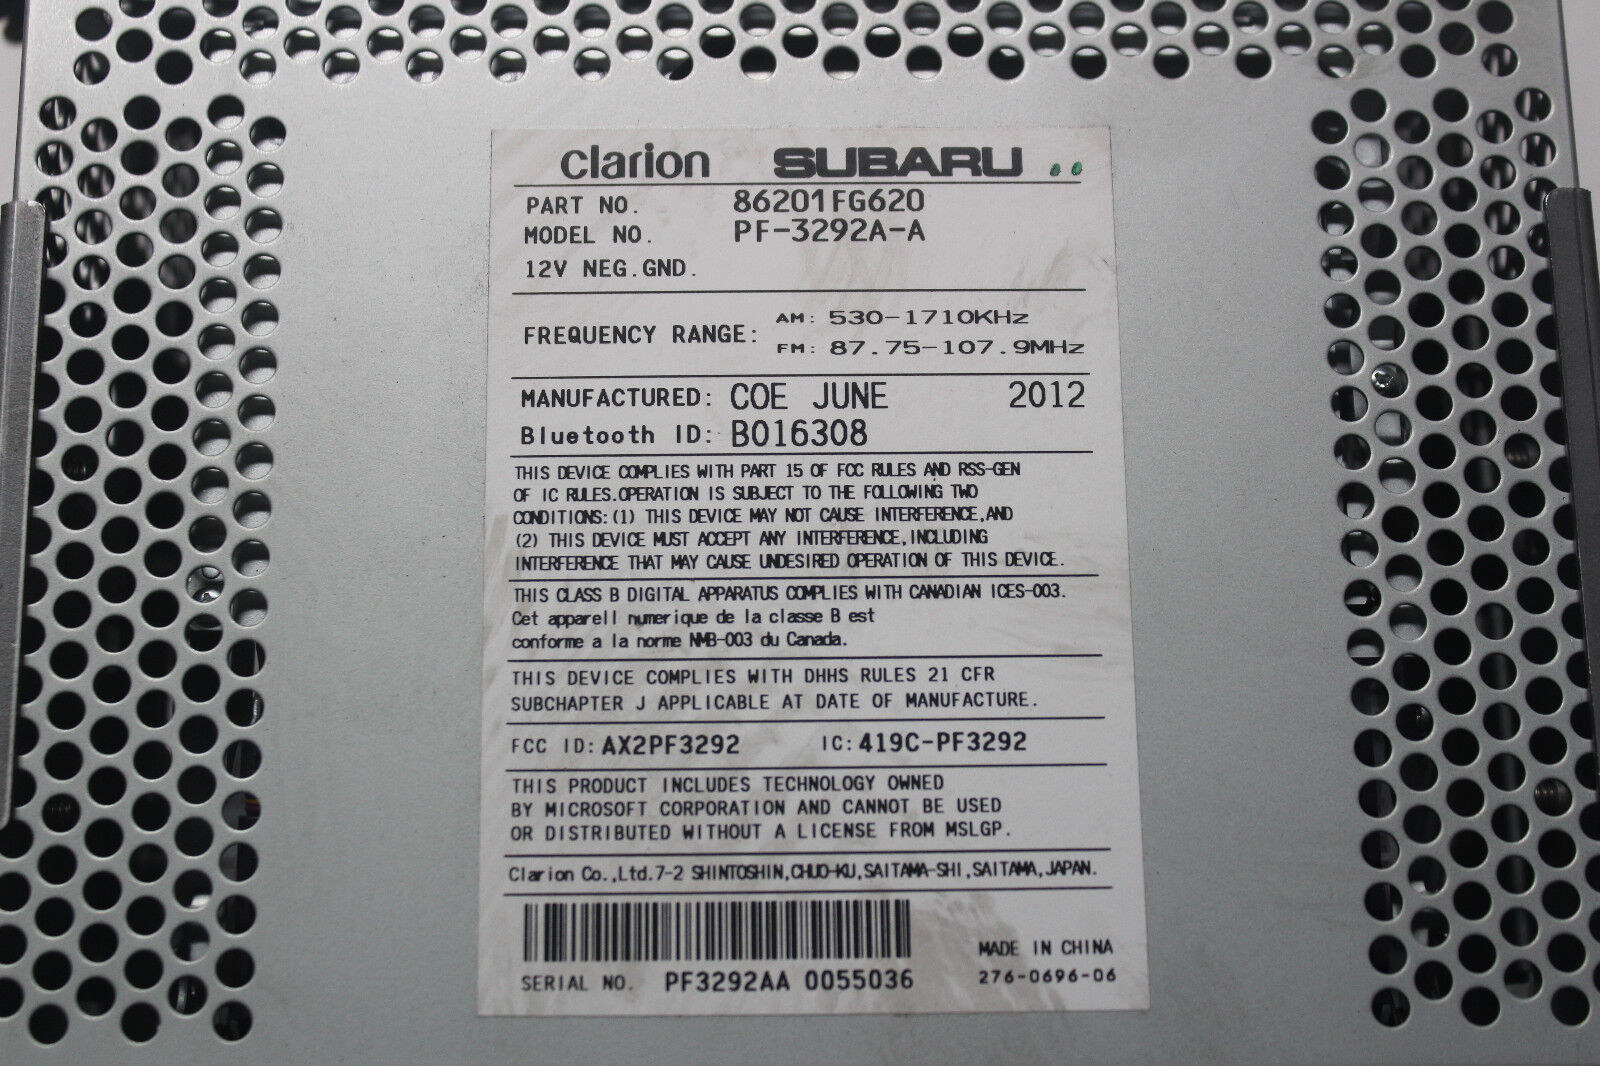 clarion SUBARU
PART NO. 86201FG620
MODEL NO. PF-3292A-A
12V NEG.GND.
FREQUENCY RANGE: AM: 530-1710KHz
FM: 87.75-107.9MHz
MANUFACTURED: COE JUNE 2012
Bluetooth ID: B016308
THIS DEVICE COMPLIES WITH PART 15 OF FCC RULES AND RSS-GEN
OF IC RULES.OPERATION IS SUBJECT TO THE FOLLOWING TWO
CONDITIONS:(1) THIS DEVICE MAY NOT CAUSE INTERFERENCE,AND
(2) THIS DEVICE MUST ACCEPT ANY INTERFERENCE,INCLUDING
INTERFERENCE THAT MAY CAUSE UNDESIRED OPERATION OF THIS DEVICE.
THIS CLASS B DIGITAL APPARATUS COMPLIES WITH CANADIAN ICES-003.
Cet apparell numerique de la classe B est
conforme a la norme NMB-003 du Canada.
THIS DEVICE COMPLIES WITH DHHS RULES 21 CFR
SUBCHAPTER J APPLICABLE AT DATE OF MANUFACTURE.
FCC ID: AX2PF3292 IC: 419C-PF3292
THIS PRODUCT INCLUDES TECHNOLOGY OWNED
BY MICROSOFT CORPORATION AND CANNOT BE USED
OR DISTRIBUTED WITHOUT A LICENSE FROM MSLGP.
Clarion Co.,Ltd.7-2 SHINTOSHIN,CHUO-KU,SAITAMA-SHI,SAITAMA,JAPAN.
MADE IN CHINA
SERIAL NO. PF3292AA 0055036 276-0696-06